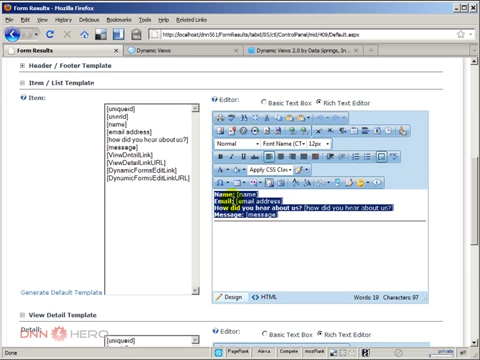 Form Results - Mozilla Firefox
File Edit View History Delicious Bookmarks Tools Help Related Links
http://localhost/dnn561/FormResults/tabid/85/ctl/ControlPanel/mid/409/Default.aspx
Form Results
Dynamic Views
Dynamic Views 2.0 by Data Springs, In...
Header / Footer Template
Item / List Template
Item:
[uniqueid]
[userid]
[name]
[email address]
[how did you hear about us?]
[message]
[ViewDetailLink]
[ViewDetailLinkURL]
[DynamicFormsEditLink]
[DynamicFormsEditLinkURL]
Generate Default Template
Editor: Basic Text Box Rich Text Editor
Normal Font Name (CT 12px
Apply CSS Clas
Name: [name]
Email: [email address]
How did you hear about us? [how did you hear about us?]
Message: [message]
Design HTML Words: 19 Characters: 97
View Detail Template
Detail:
[uniqueid]
Editor: Basic Text Box Rich Text Editor
DNN HERO
Done
PageRank Alexa Compete mozRank private